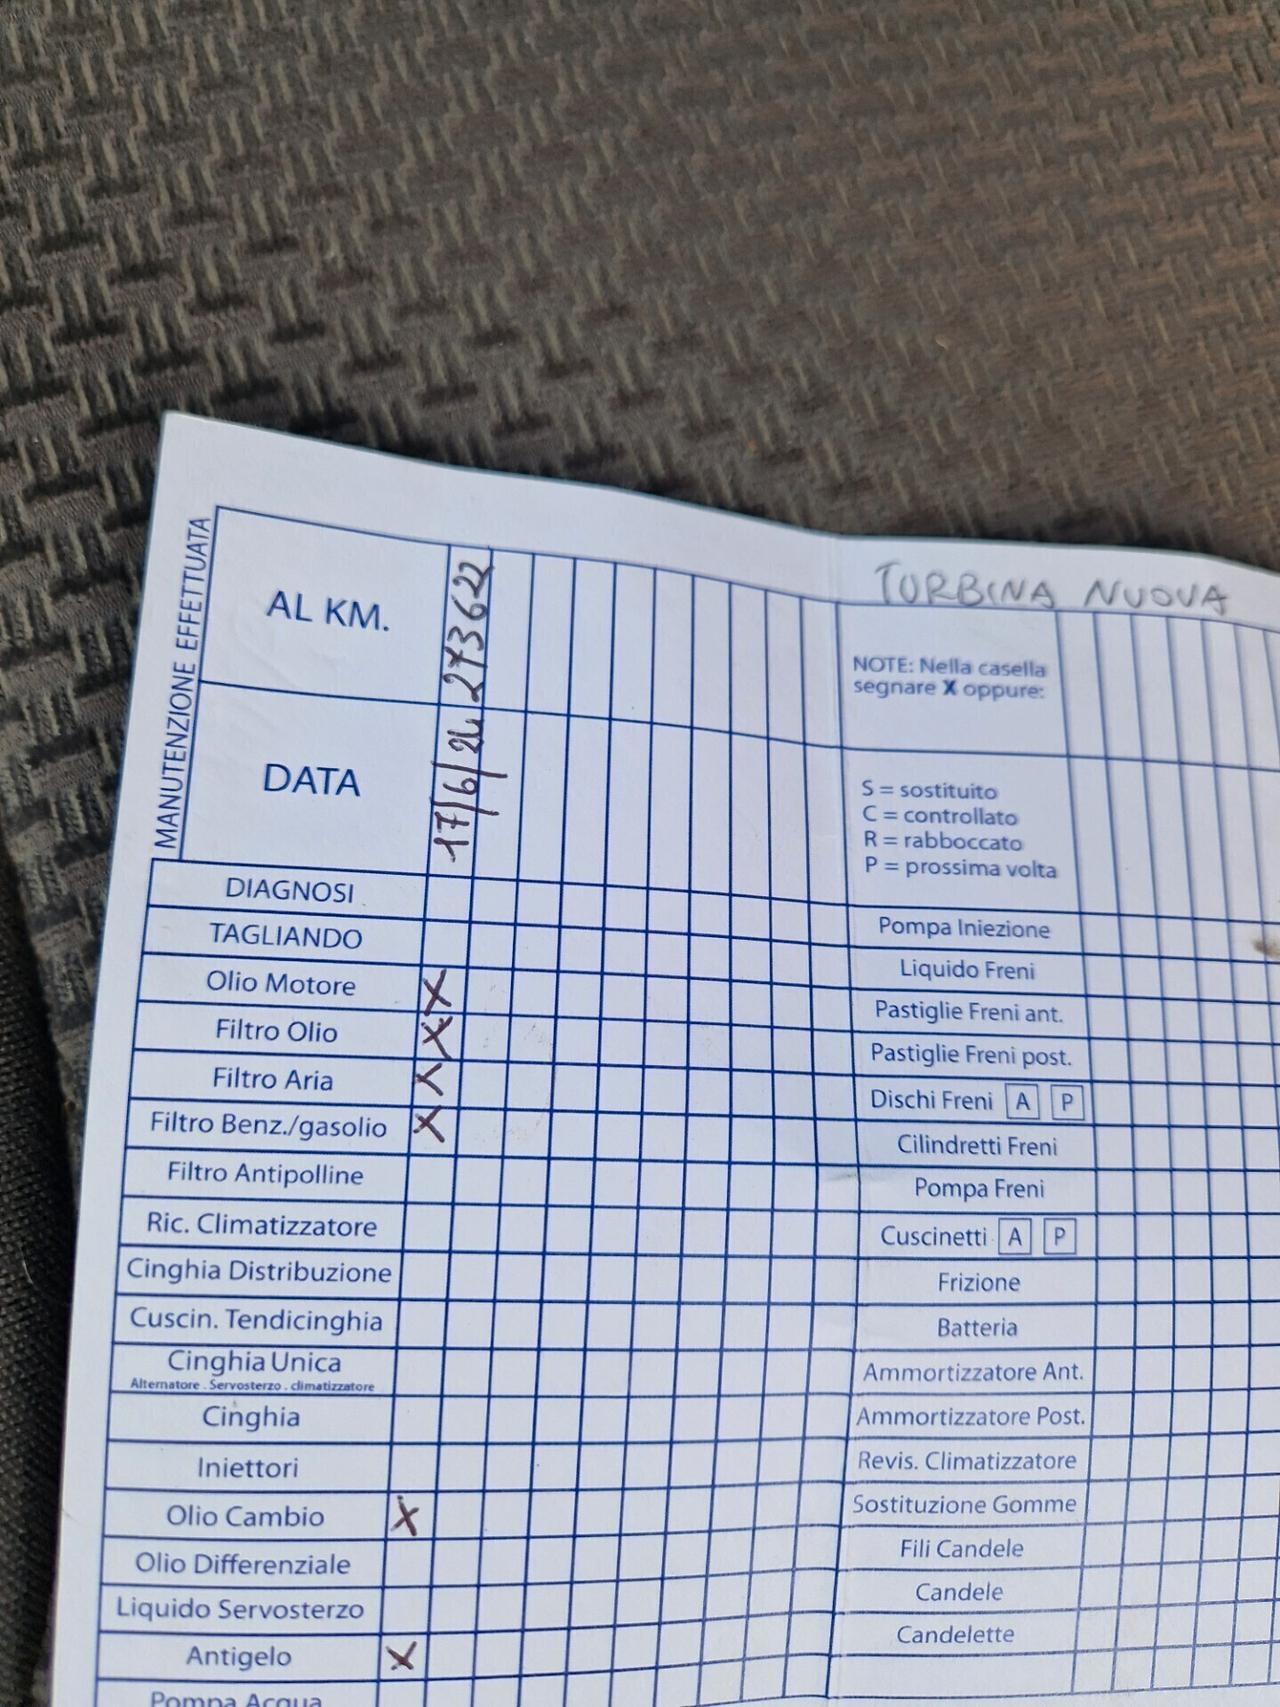 MANUTENZIONE EFFETTUATA
AL KM.
273622
DATA
17/6/24
DIAGNOSI
TAGLIANDO
Olio Motore X
Filtro Olio X
Filtro Aria X
Filtro Benz./gasolio X
Filtro Antipolline
Ric. Climatizzatore
Cinghia Distribuzione
Cuscin. Tendicinghia
Cinghia Unica
Alternatore . Servosterzo . climatizzatore
Cinghia
Iniettori
Olio Cambio X
Olio Differenziale
Liquido Servosterzo
Antigelo X
Pompa Acqua
TURBINA NUOVA
NOTE: Nella casella
segnare X oppure:
S = sostituito
C = controllato
R = rabboccato
P = prossima volta
Pompa Iniezione
Liquido Freni
Pastiglie Freni ant.
Pastiglie Freni post.
Dischi Freni A P
Cilindretti Freni
Pompa Freni
Cuscinetti A P
Frizione
Batteria
Ammortizzatore Ant.
Ammortizzatore Post.
Revis. Climatizzatore
Sostituzione Gomme
Fili Candele
Candele
Candelette